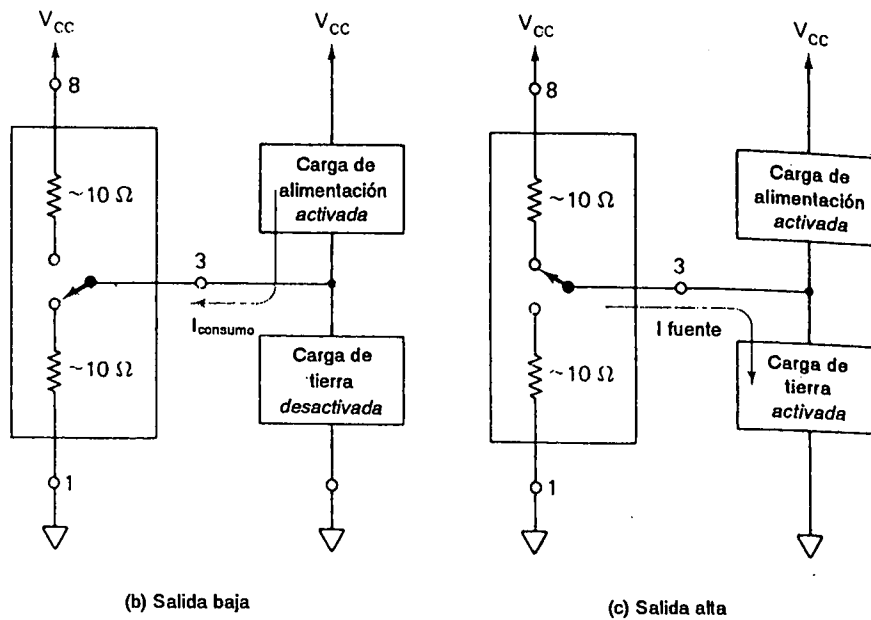 V_CC
8
~10 Ω
~10 Ω
3
I_consumo
1
V_CC
Carga de
alimentación
activada
Carga de
tierra
desactivada
(b) Salida baja
V_CC
8
~10 Ω
~10 Ω
3
I fuente
1
V_CC
Carga de
alimentación
activada
Carga de
tierra
activada
(c) Salida alta